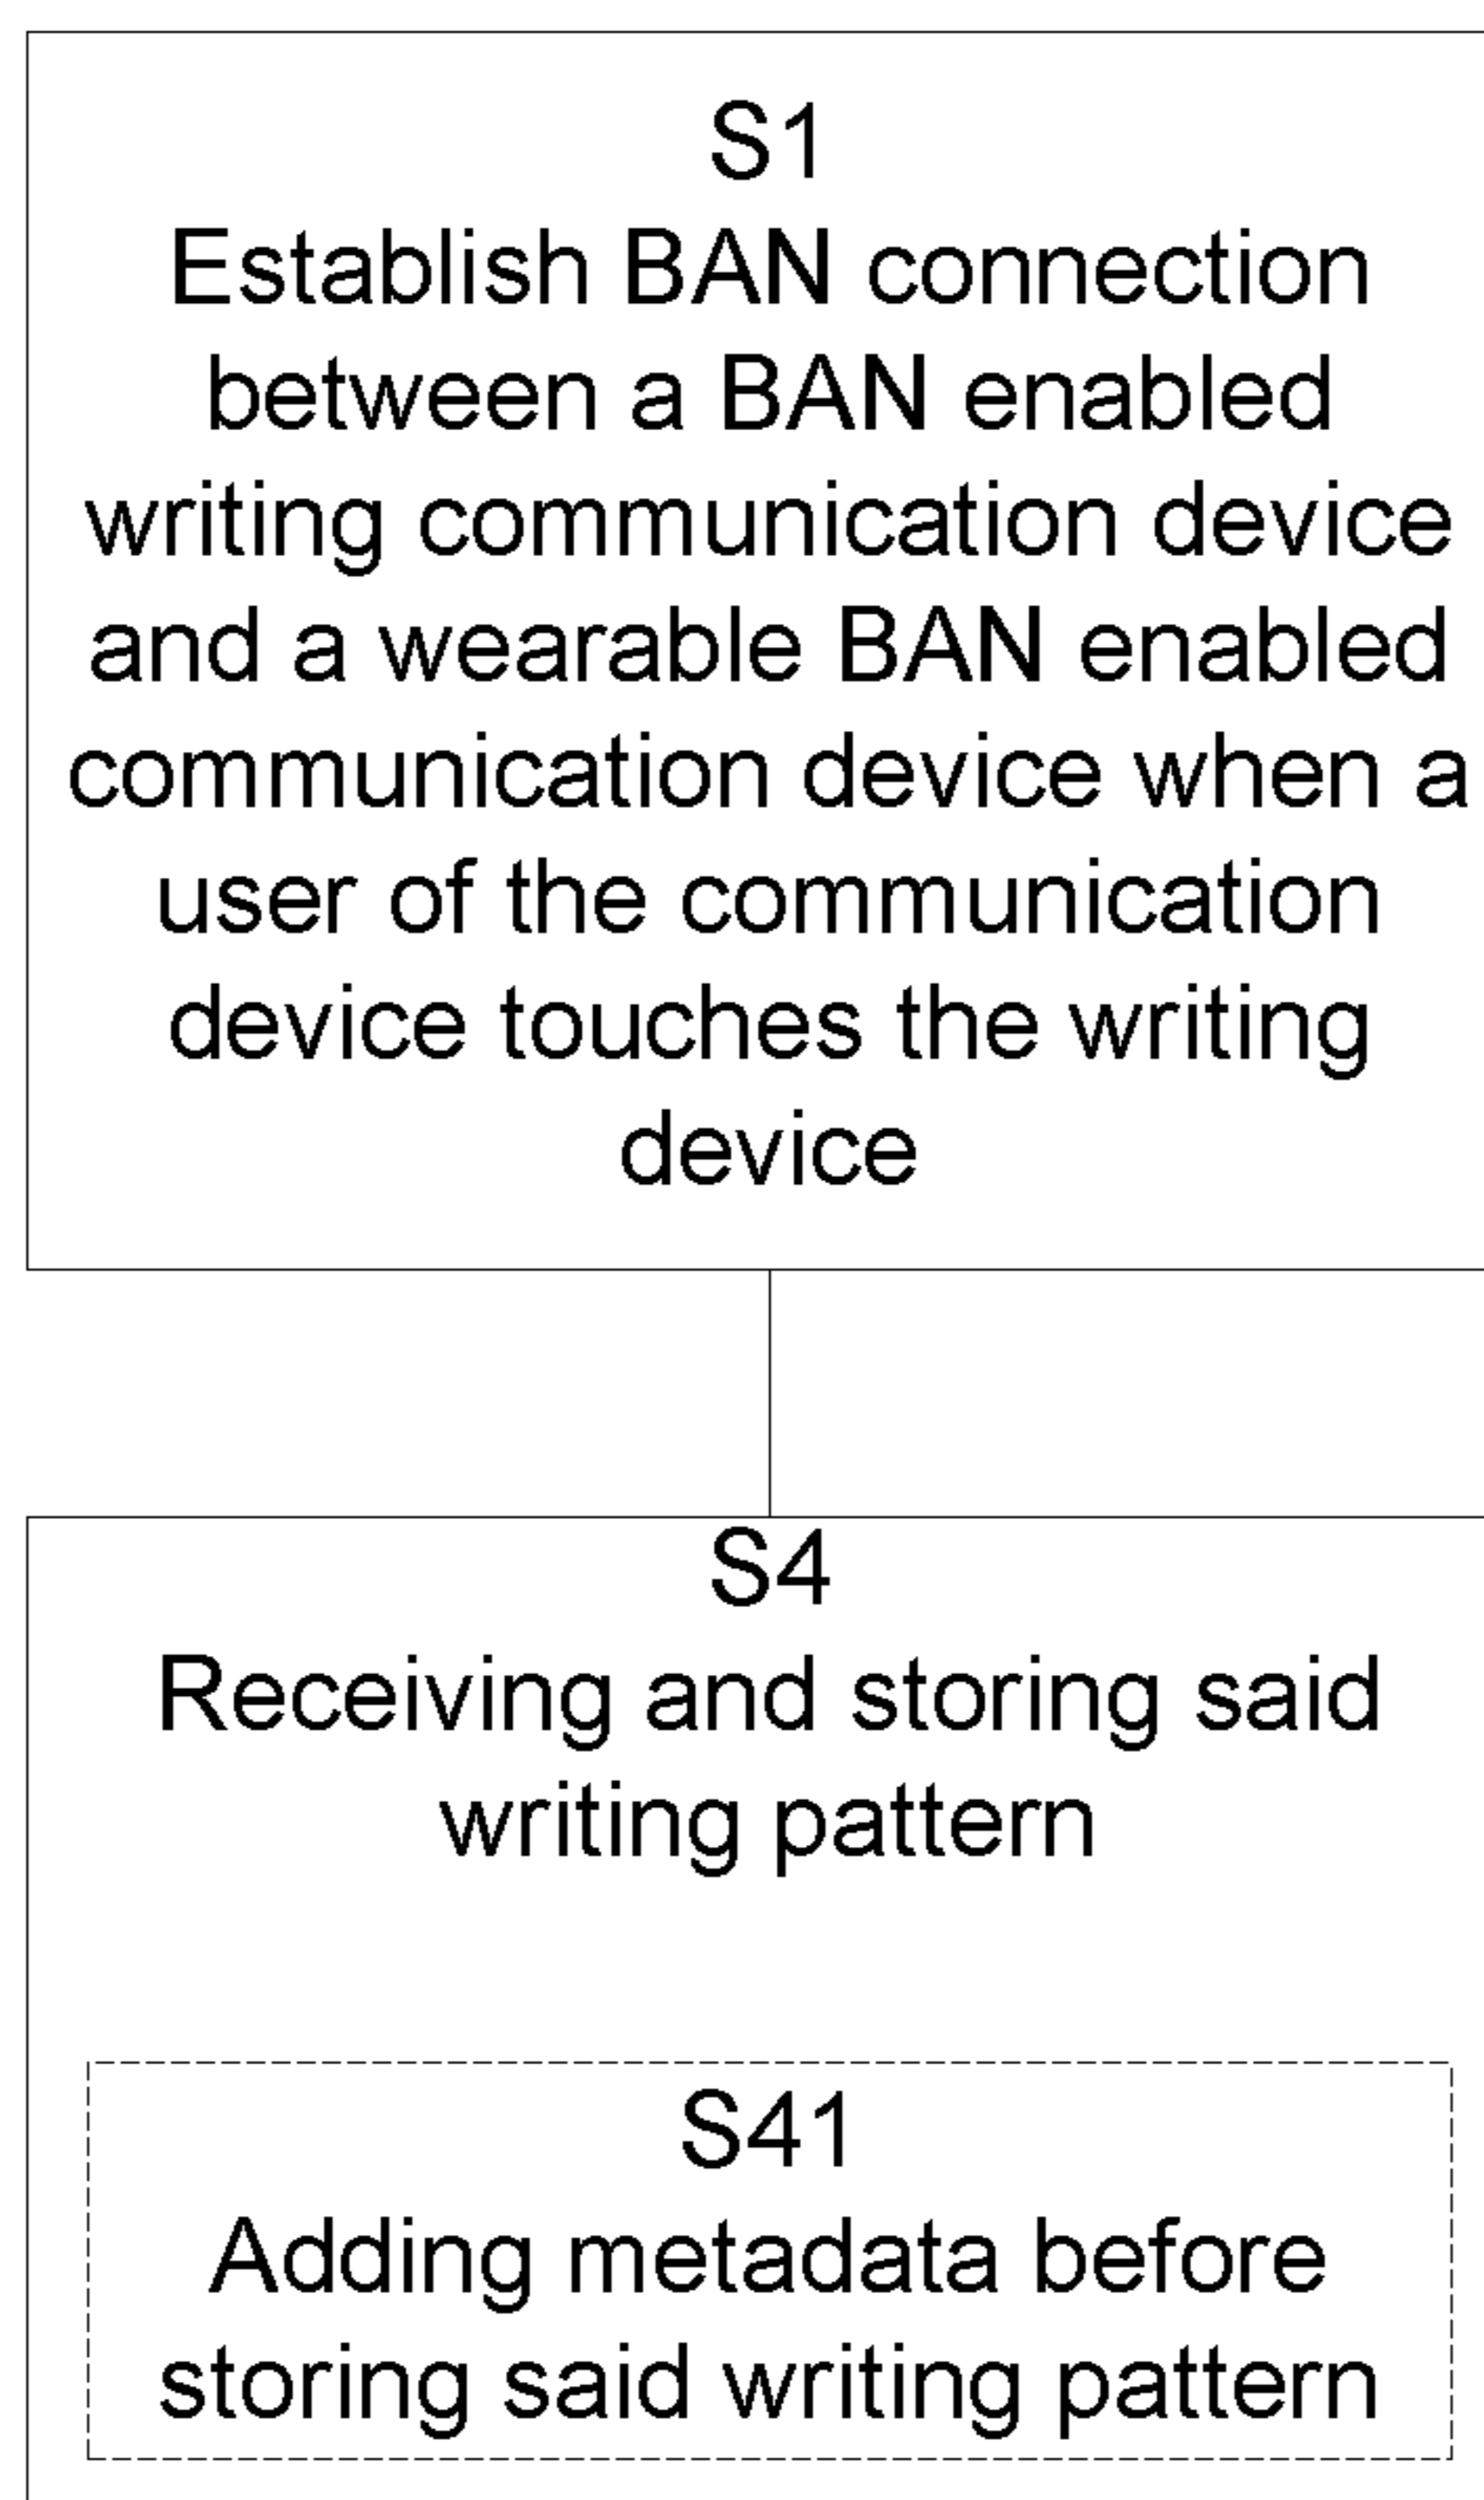 S1
Establish BAN connection
between a BAN enabled
writing communication device
and a wearable BAN enabled
communication device when a
user of the communication
device touches the writing
device
S4
Receiving and storing said
writing pattern
S41
Adding metadata before
storing said writing pattern